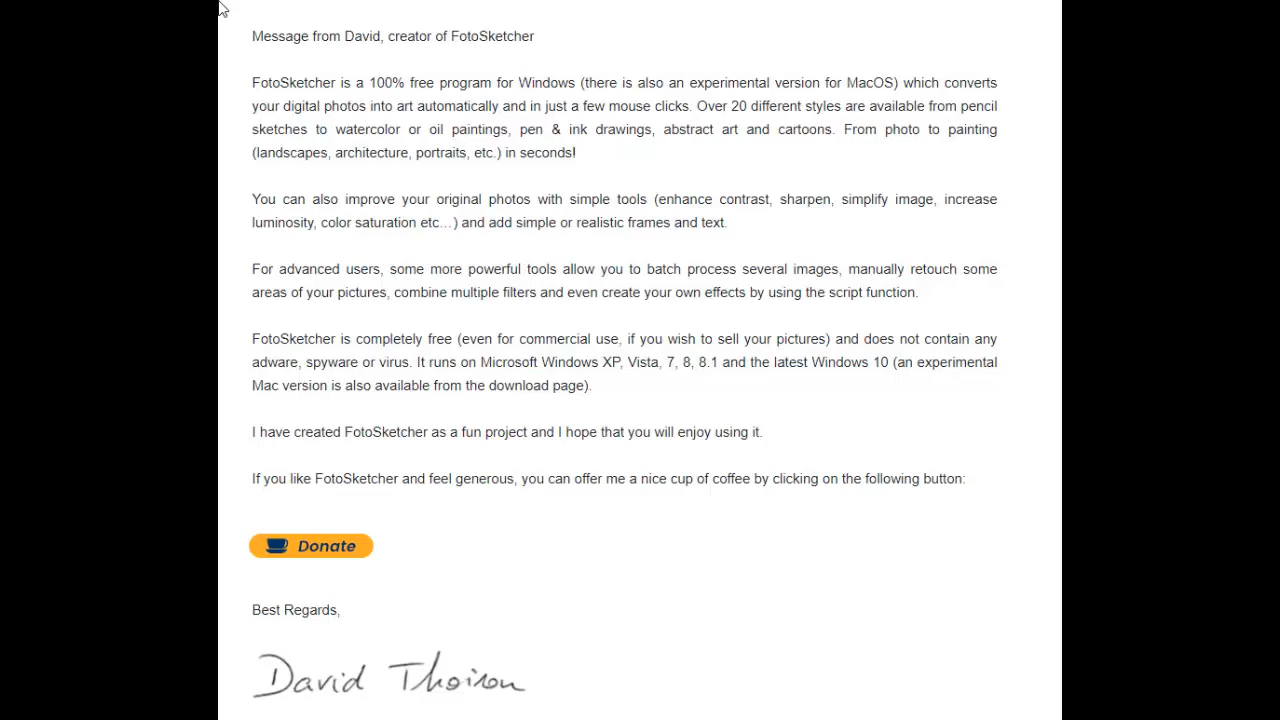 Message from David, creator of FotoSketcher
FotoSketcher is a 100% free program for Windows (there is also an experimental version for MacOS) which converts
your digital photos into art automatically and in just a few mouse clicks. Over 20 different styles are available from pencil
sketches to watercolor or oil paintings, pen & ink drawings, abstract art and cartoons. From photo to painting
(landscapes, architecture, portraits, etc.) in seconds!
You can also improve your original photos with simple tools (enhance contrast, sharpen, simplify image, increase
luminosity, color saturation etc…) and add simple or realistic frames and text.
For advanced users, some more powerful tools allow you to batch process several images, manually retouch some
areas of your pictures, combine multiple filters and even create your own effects by using the script function.
FotoSketcher is completely free (even for commercial use, if you wish to sell your pictures) and does not contain any
adware, spyware or virus. It runs on Microsoft Windows XP, Vista, 7, 8, 8.1 and the latest Windows 10 (an experimental
Mac version is also available from the download page).
I have created FotoSketcher as a fun project and I hope that you will enjoy using it.
If you like FotoSketcher and feel generous, you can offer me a nice cup of coffee by clicking on the following button:
Donate
Best Regards,
David Thoiron